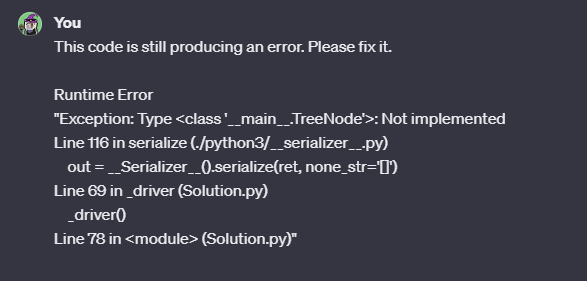 You
This code is still producing an error. Please fix it.
Runtime Error
"Exception: Type <class '__main__.TreeNode'>: Not implemented
Line 116 in serialize (./python3/__serializer__.py)
out = __Serializer__().serialize(ret, none_str='[]')
Line 69 in _driver (Solution.py)
_driver()
Line 78 in <module> (Solution.py)"